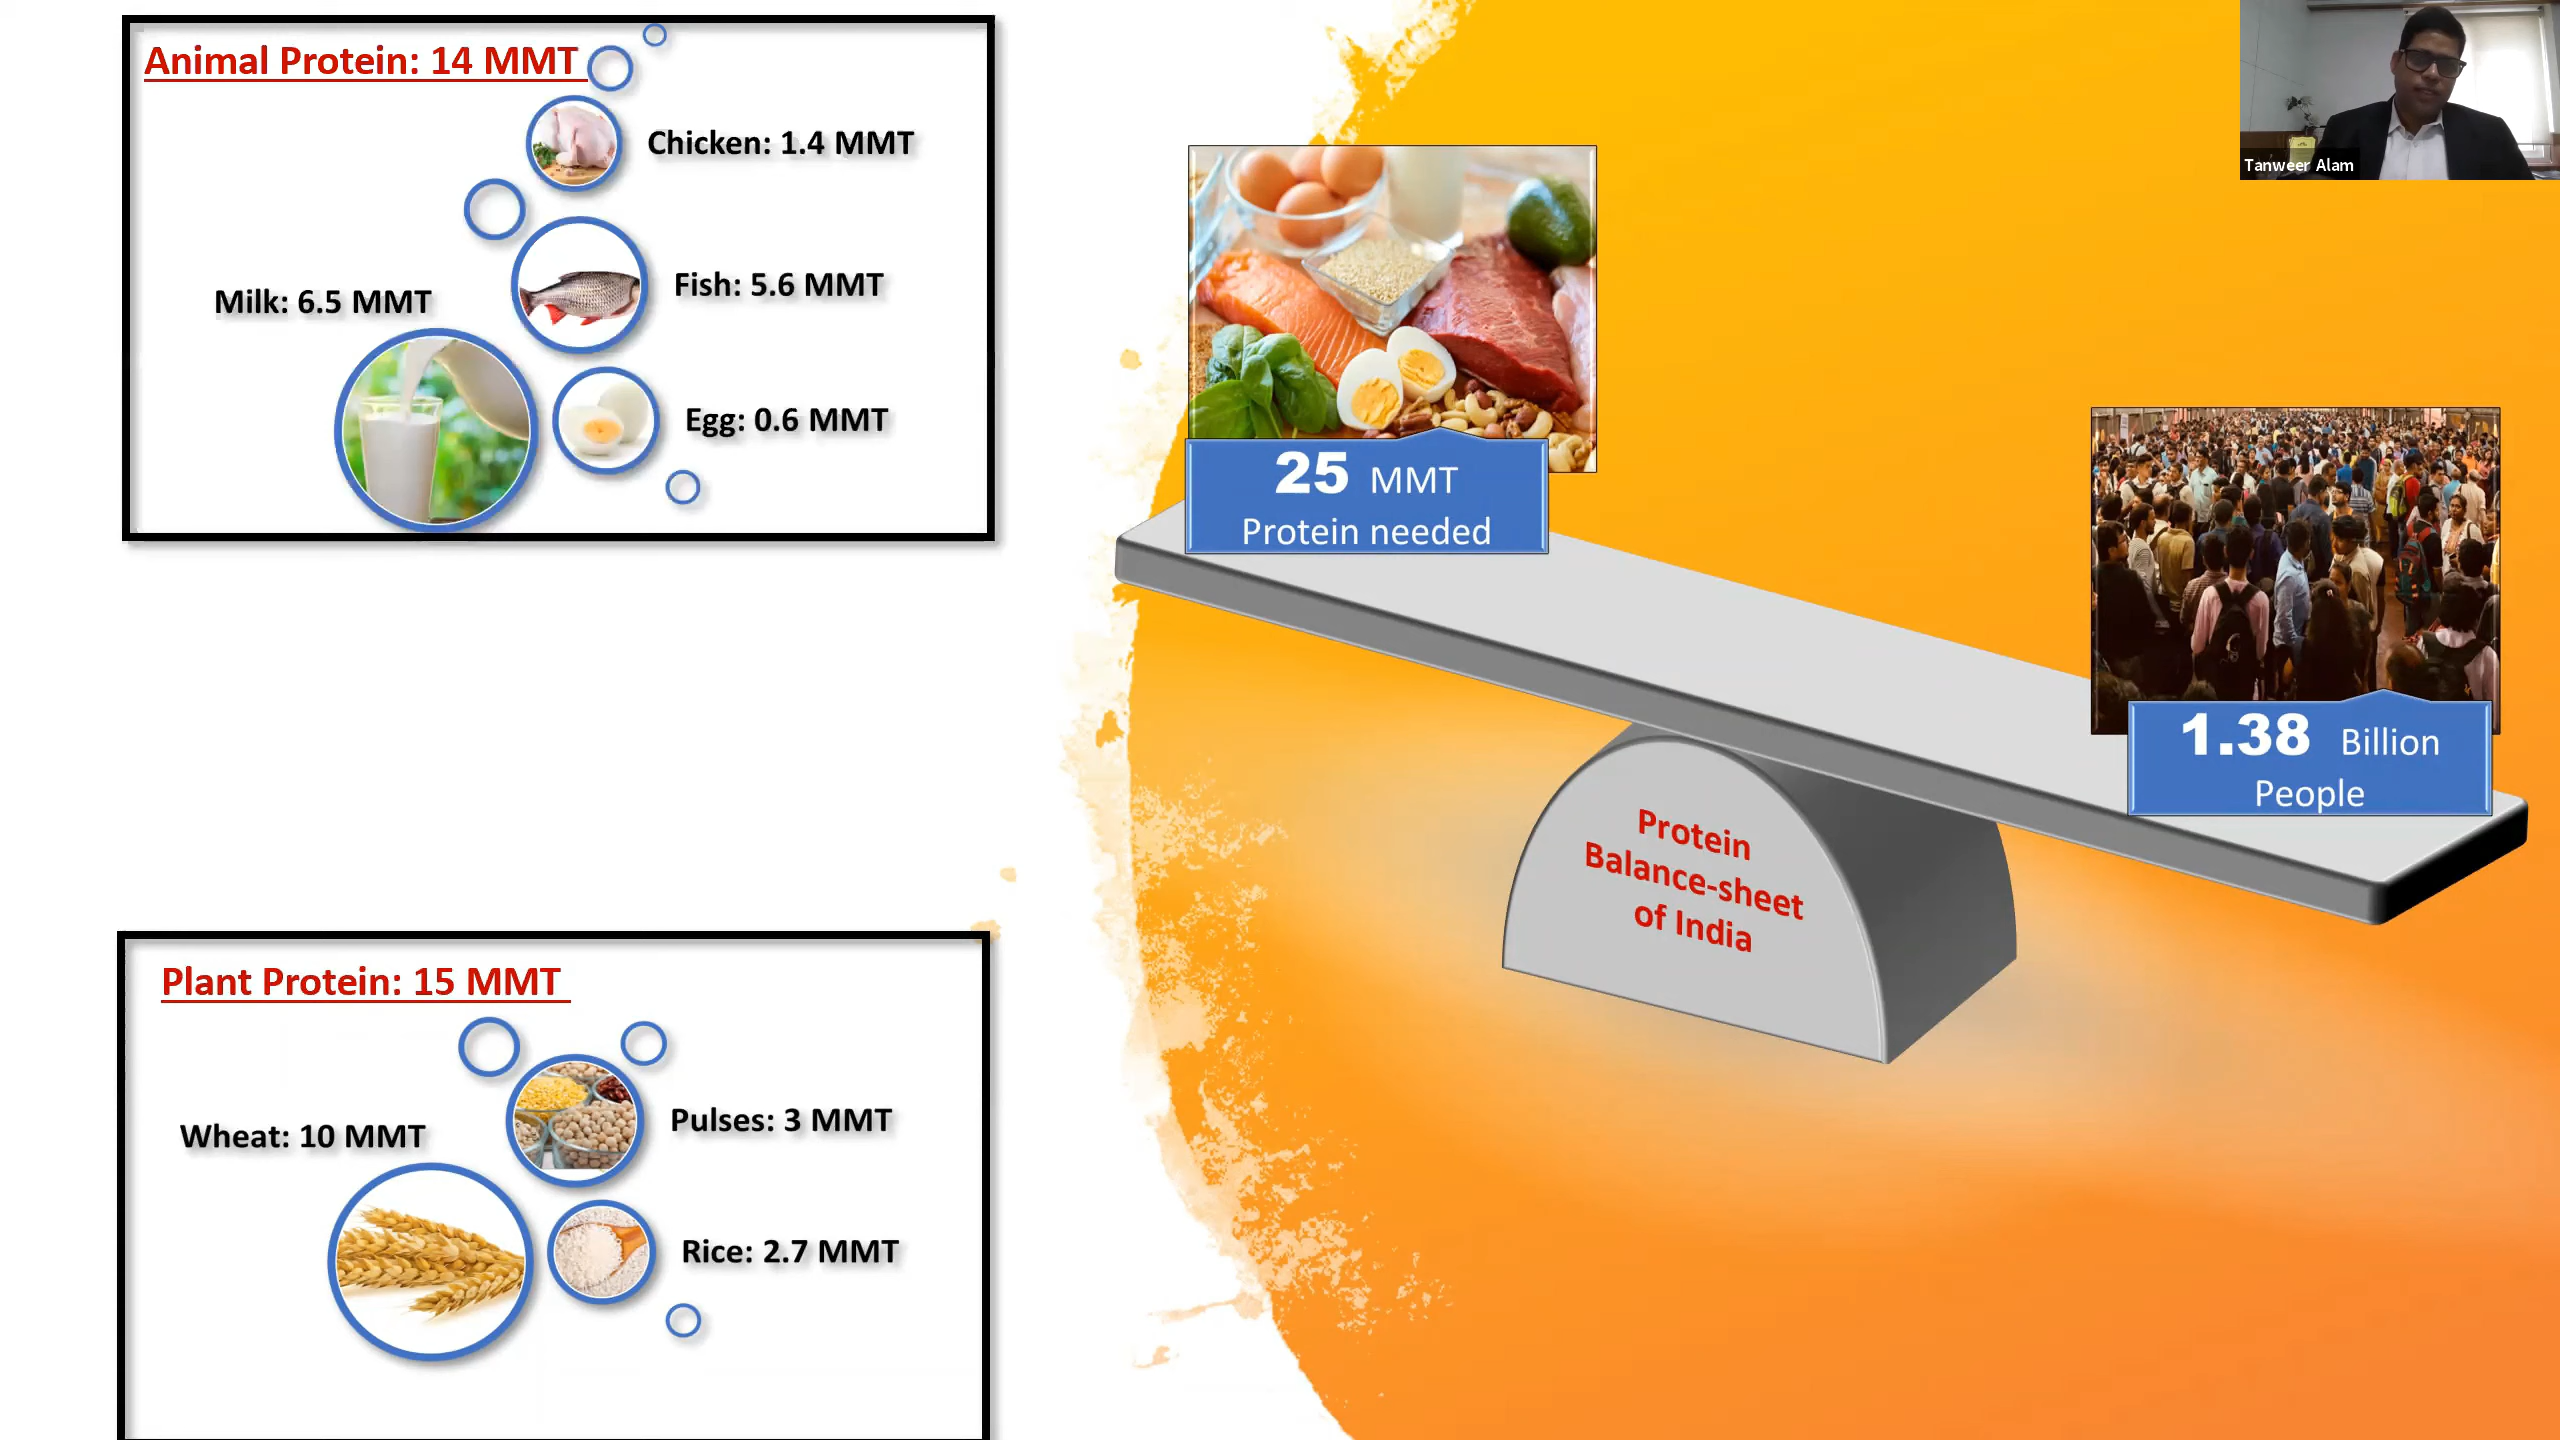 Animal Protein: 14 MMT
Chicken: 1.4 MMT
Fish: 5.6 MMT
Milk: 6.5 MMT
Egg: 0.6 MMT
Plant Protein: 15 MMT
Pulses: 3 MMT
Wheat: 10 MMT
Rice: 2.7 MMT
25 MMT
Protein needed
1.38 Billion
People
Protein
Balance-sheet
of India
Tanweer Alam